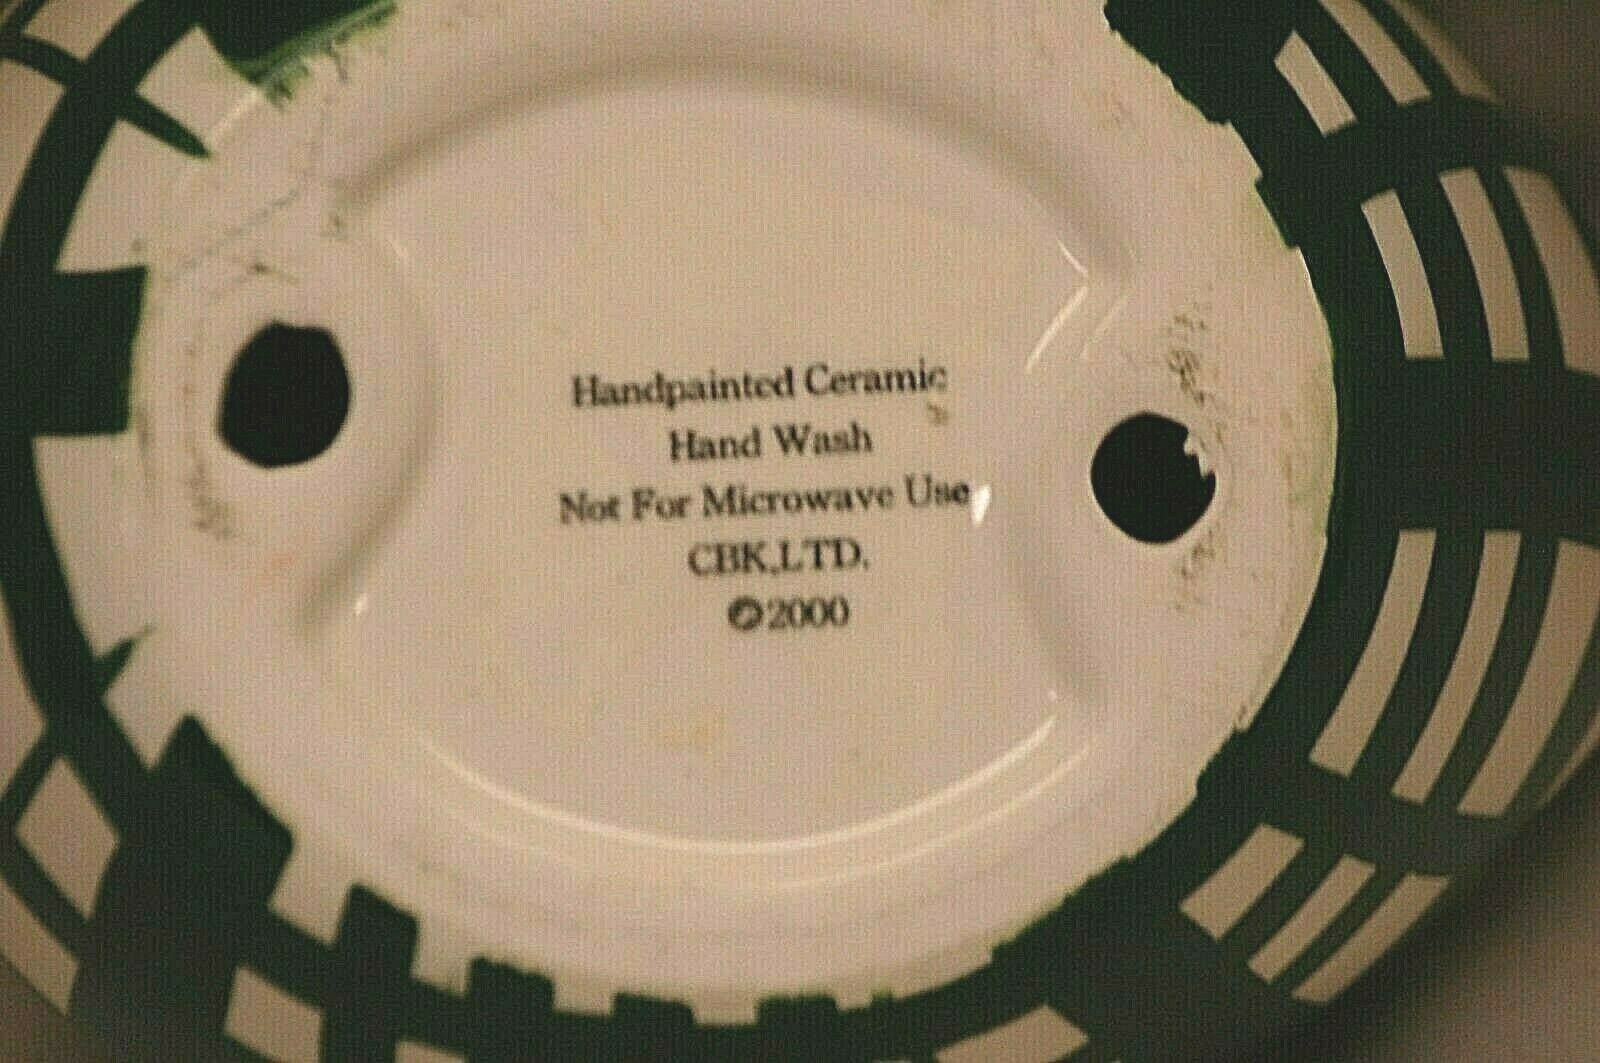 Handpainted Ceramic
Hand Wash
Not For Microwave Use
CBK,LTD.
©2000